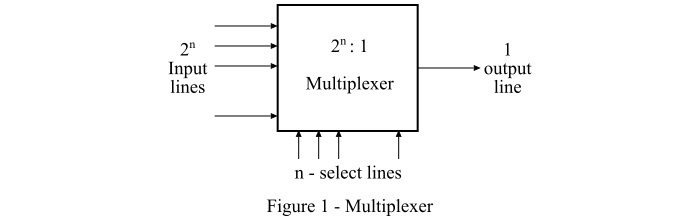 2ⁿ
Input
lines
2ⁿ : 1
Multiplexer
1
output
line
n - select lines
Figure 1 - Multiplexer